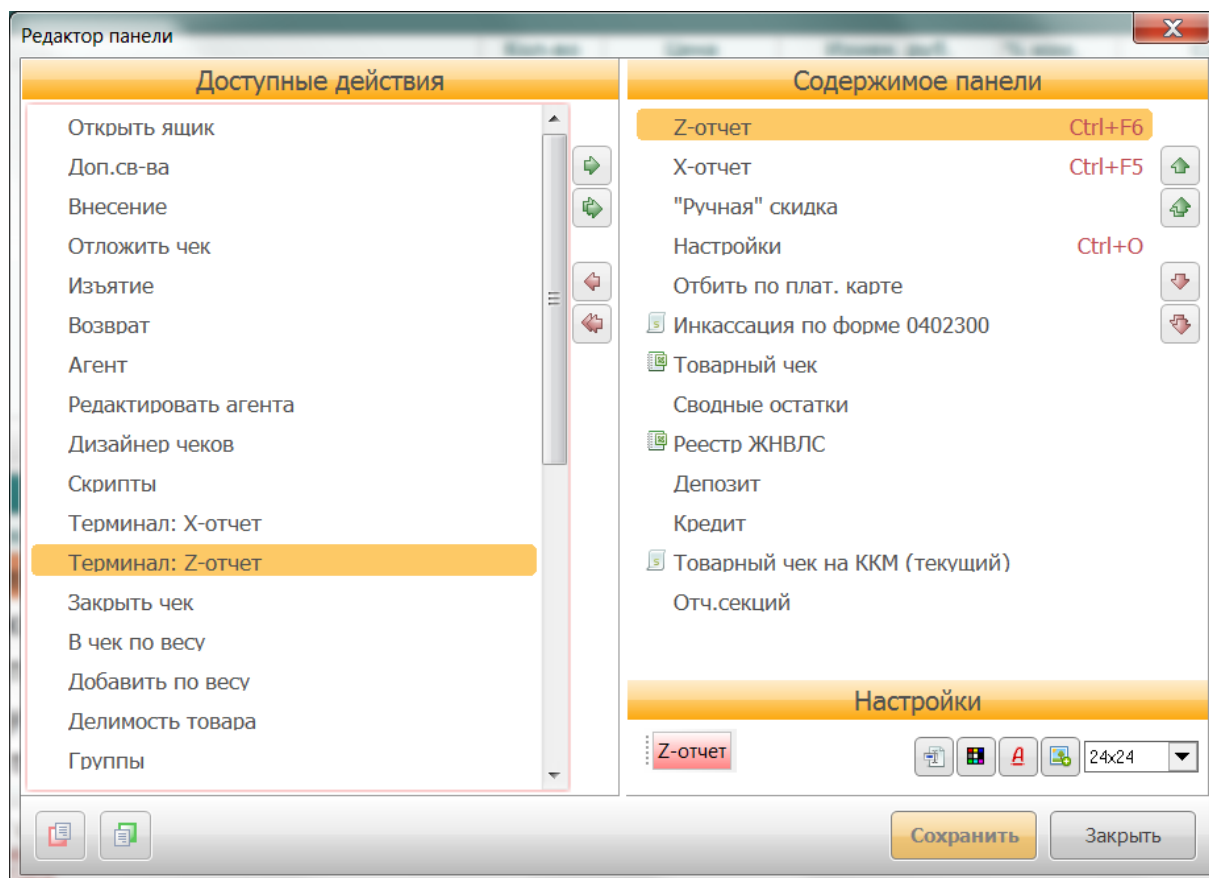 Редактор панели
Доступные действия
Открыть ящик
Доп.св-ва
Внесение
Отложить чек
Изъятие
Возврат
Агент
Редактировать агента
Дизайнер чеков
Скрипты
Терминал: X-отчет
Терминал: Z-отчет
Закрыть чек
В чек по весу
Добавить по весу
Делимость товара
Группы
Содержимое панели
Z-отчет Ctrl+F6
X-отчет Ctrl+F5
"Ручная" скидка
Настройки Ctrl+O
Отбить по плат. карте
Инкассация по форме 0402300
Товарный чек
Сводные остатки
Реестр ЖНВЛС
Депозит
Кредит
Товарный чек на ККМ (текущий)
Отч.секций
Настройки
Z-отчет 24x24
Сохранить Закрыть